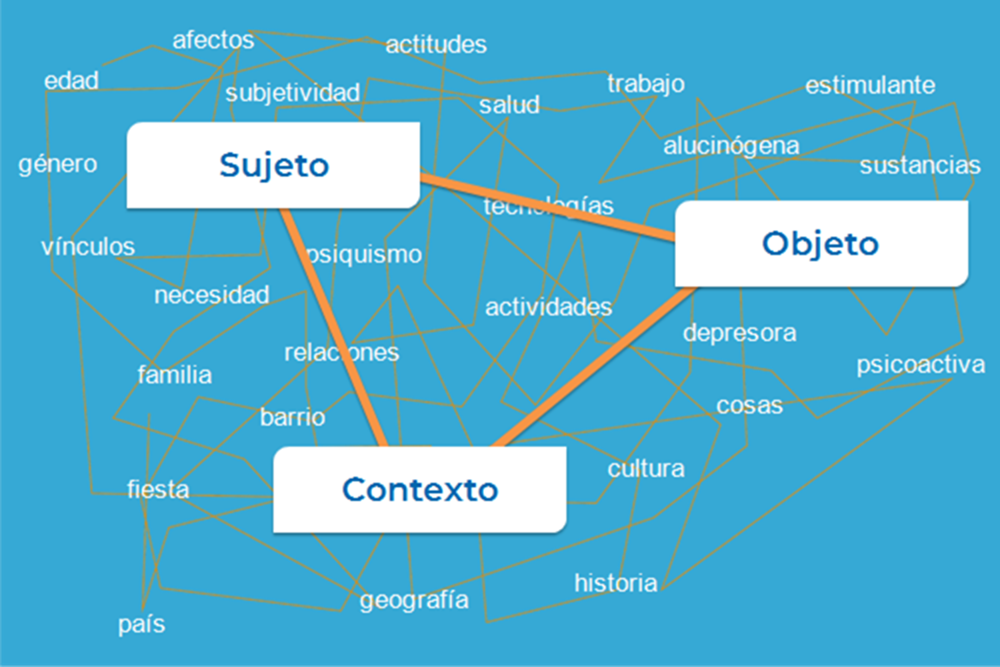 afectos
actitudes
edad
subjetividad
trabajo
estimulante
salud
alucinógena
género
Sujeto
sustancias
tecnologías
vínculos
psiquismo
Objeto
necesidad
actividades
depresora
relaciones
psicoactiva
familia
barrio
cosas
cultura
fiesta
Contexto
historia
geografía
país